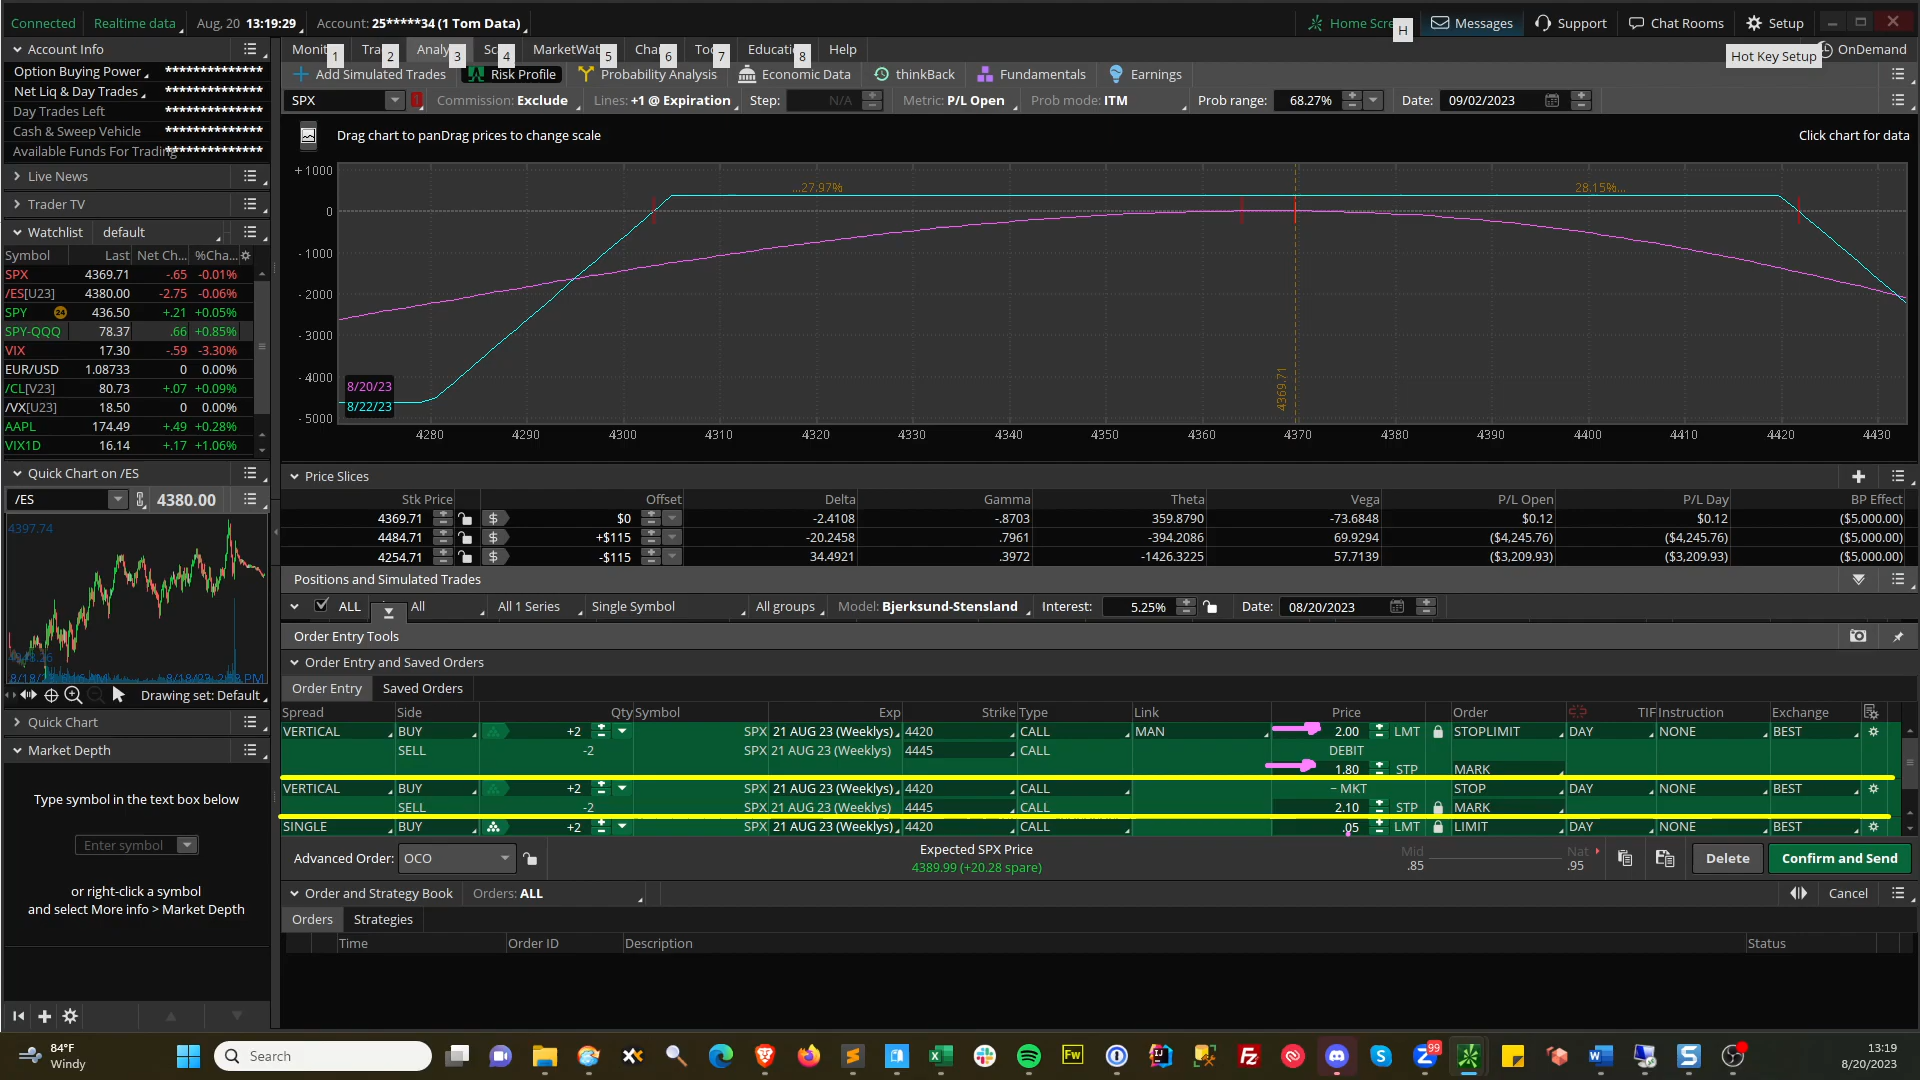 Connected Realtime data Aug, 20 13:19:29 Account: 25*****34 (1 Tom Data) Home Scre H Messages Support Chat Rooms Setup
Account Info Monit 1 Tra 2 Analy 3 Sc 4 MarketWat 5 Cha 6 Too 7 Educati 8 Help Hot Key Setup OnDemand
Option Buying Power **************
Net Liq & Day Trades **************
Day Trades Left **************
Cash & Sweep Vehicle **************
Available Funds For Trading **************
Live News
Trader TV
Watchlist default
Symbol Last Net Ch... %Cha...
SPX 4369.71 -.65 -0.01%
/ES[U23] 4380.00 -2.75 -0.06%
SPY 24 436.50 +.21 +0.05%
SPY-QQQ 78.37 .66 +0.85%
VIX 17.30 -.59 -3.30%
EUR/USD 1.08733 0 0.00%
/CL[V23] 80.73 +.07 +0.09%
/VX[U23] 18.50 0 0.00%
AAPL 174.49 +.49 +0.28%
VIX1D 16.14 +.17 +1.06%
Quick Chart on /ES
/ES 4380.00
4397.74
Drawing set: Default
Quick Chart
Market Depth
Type symbol in the text box below
Enter symbol
or right-click a symbol
and select More info > Market Depth
Add Simulated Trades Risk Profile Probability Analysis Economic Data thinkBack Fundamentals Earnings
SPX 1 Commission: Exclude Lines: +1 @ Expiration Step: N/A Metric: P/L Open Prob mode: ITM Prob range: 68.27% Date: 09/02/2023
Drag chart to panDrag prices to change scale Click chart for data
+1000
0
-1000
-2000
-3000
-4000
-5000
...27.97% 28.15%...
4369.71
8/20/23
8/22/23
4280 4290 4300 4310 4320 4330 4340 4350 4360 4370 4380 4390 4400 4410 4420 4430
Price Slices
Stk Price Offset Delta Gamma Theta Vega P/L Open P/L Day BP Effect
4369.71 $ $0 -2.4108 -.8703 359.8790 -73.6848 $0.12 $0.12 ($5,000.00)
4484.71 $ +$115 -20.2458 .7961 -394.2086 69.9294 ($4,245.76) ($4,245.76) ($5,000.00)
4254.71 $ -$115 34.4921 .3972 -1426.3225 57.7139 ($3,209.93) ($3,209.93) ($5,000.00)
Positions and Simulated Trades
ALL All All 1 Series Single Symbol All groups Model: Bjerksund-Stensland Interest: 5.25% Date: 08/20/2023
Order Entry Tools
Order Entry and Saved Orders
Order Entry Saved Orders
Spread Side Qty Symbol Exp Strike Type Link Price Order TIF Instruction Exchange
VERTICAL BUY +2 SPX 21 AUG 23 (Weeklys) 4420 CALL MAN 2.00 LMT STOPLIMIT DAY NONE BEST
SELL -2 SPX 21 AUG 23 (Weeklys) 4445 CALL DEBIT
1.80 STP MARK
VERTICAL BUY +2 SPX 21 AUG 23 (Weeklys) 4420 CALL ~ MKT STOP DAY NONE BEST
SELL -2 SPX 21 AUG 23 (Weeklys) 4445 CALL 2.10 STP MARK
SINGLE BUY +2 SPX 21 AUG 23 (Weeklys) 4420 CALL .05 LMT LIMIT DAY NONE BEST
Advanced Order: OCO Expected SPX Price Mid Nat Delete Confirm and Send
4389.99 (+20.28 spare) .85 .95
Order and Strategy Book Orders: ALL Cancel
Orders Strategies
Time Order ID Description Status
84°F
Windy
Search
Fw
99
13:19
8/20/2023